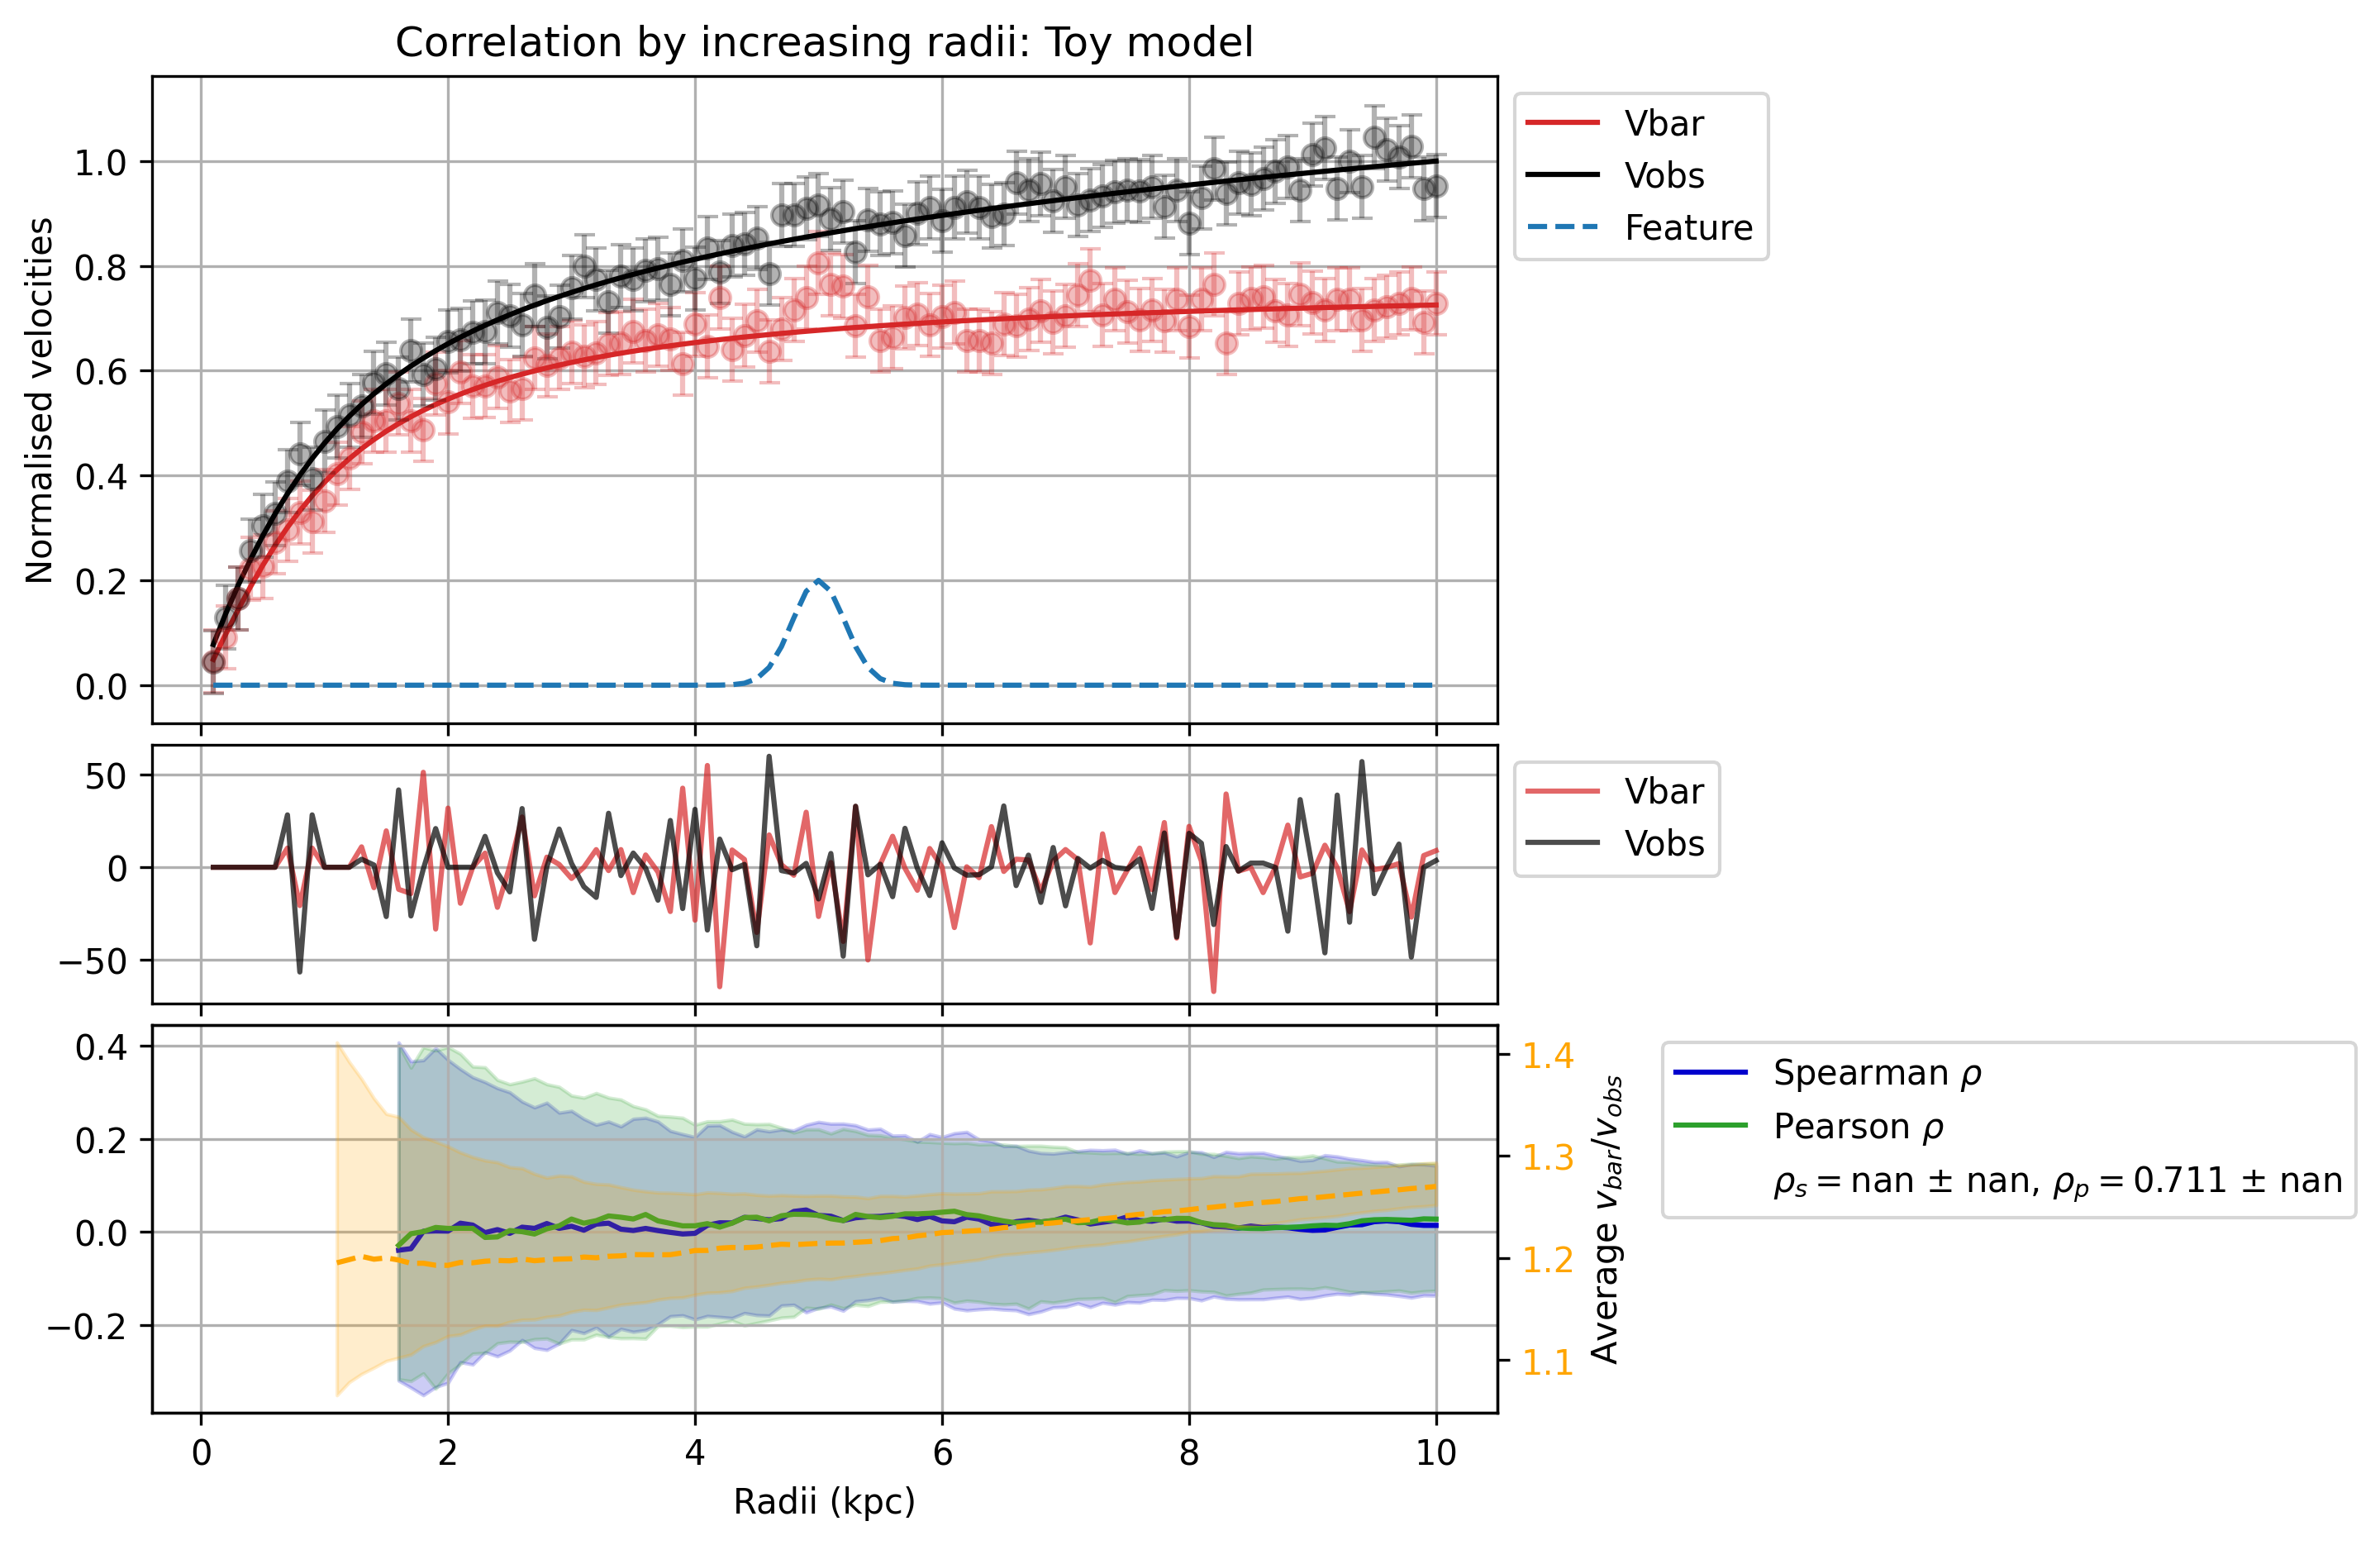 Correlation by increasing radii: Toy model
Normalised velocities
1.0
0.8
0.6
0.4
0.2
0.0
Vbar
Vobs
Feature
50
0
−50
Vbar
Vobs
0.4
0.2
0.0
−0.2
1.4
1.3
1.2
1.1
Average v_bar/v_obs
Spearman ρ
Pearson ρ
ρ_s = nan ± nan, ρ_p = 0.711 ± nan
0 2 4 6 8 10
Radii (kpc)